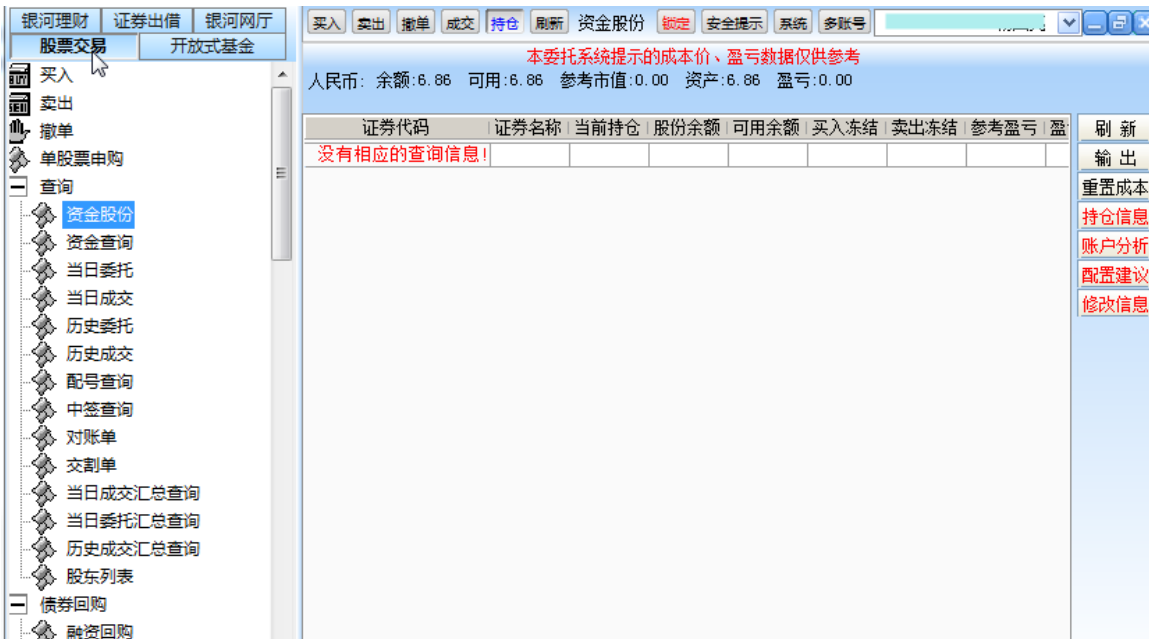 银河理财 证券出借 银河网厅
股票交易 开放式基金
买入
卖出
撤单
单股票申购
查询
资金股份
资金查询
当日委托
当日成交
历史委托
历史成交
配号查询
中签查询
对账单
交割单
当日成交汇总查询
当日委托汇总查询
历史成交汇总查询
股东列表
债券回购
融资回购
买入 卖出 撤单 成交 持仓 刷新 资金股份 锁定 安全提示 系统 多账号
本委托系统提示的成本价、盈亏数据仅供参考
人民币: 余额:6.86 可用:6.86 参考市值:0.00 资产:6.86 盈亏:0.00
证券代码 证券名称 当前持仓 股份余额 可用余额 买入冻结 卖出冻结 参考盈亏 盈
没有相应的查询信息!
刷 新
输 出
重置成本
持仓信息
账户分析
配置建议
修改信息